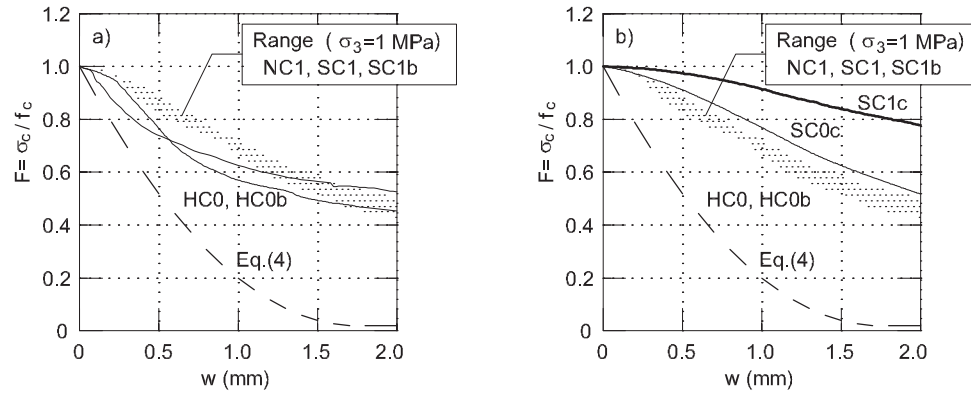 a)
Range ( σ3=1 MPa)
NC1, SC1, SC1b
1.2
1.0
0.8
0.6
0.4
0.2
0
F= σc / fc
HC0, HC0b
Eq.(4)
0 0.5 1.0 1.5 2.0
w (mm)
b)
Range ( σ3=1 MPa)
NC1, SC1, SC1b
1.2
1.0
0.8
0.6
0.4
0.2
0
F= σc / fc
SC1c
SC0c
HC0, HC0b
Eq.(4)
0 0.5 1.0 1.5 2.0
w (mm)